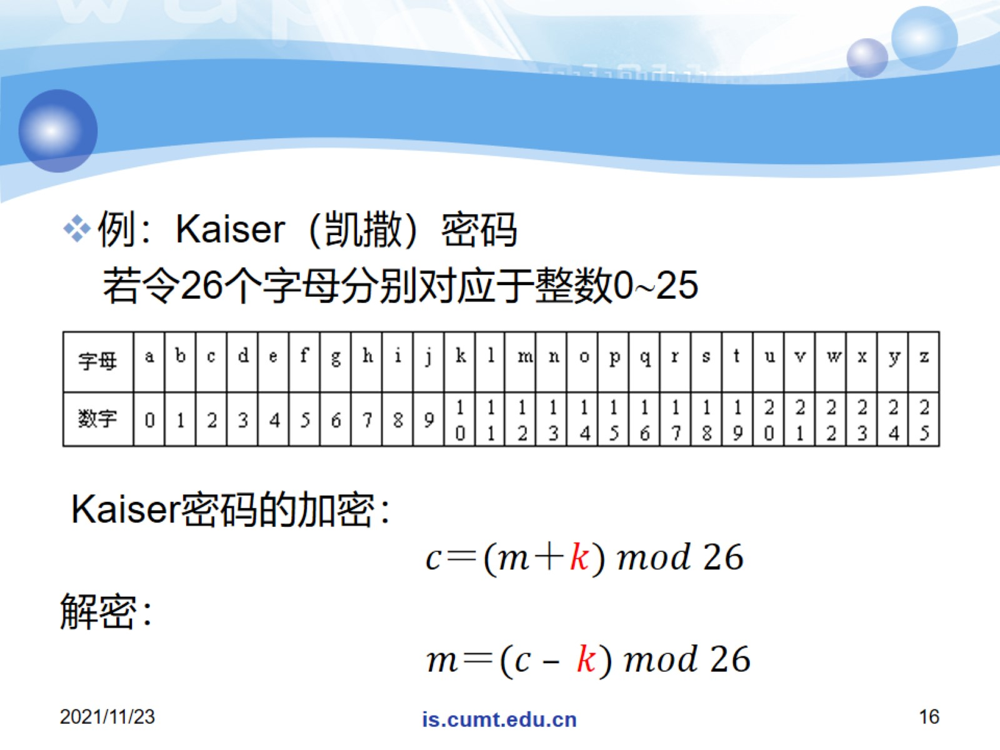 例：Kaiser（凯撒）密码
若令26个字母分别对应于整数0~25
字母 a b c d e f g h i j k l m n o p q r s t u v w x y z
数字 0 1 2 3 4 5 6 7 8 9 10 11 12 13 14 15 16 17 18 19 20 21 22 23 24 25
Kaiser密码的加密：
c＝(m＋k) mod 26
解密：
m＝(c – k) mod 26
2021/11/23 is.cumt.edu.cn 16